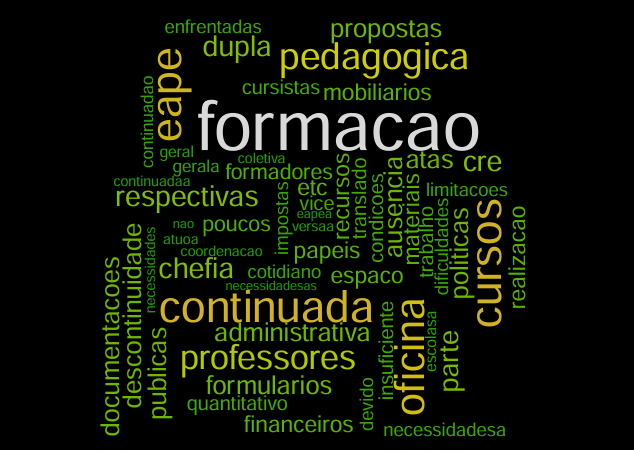 enfrentadas
propostas
dupla
pedagogica
eape
cursistas
mobiliarios
continuadao
formacao
geral
coletiva
gerala
formadores
recursos
translado
atas
cre
ausencia
continuadaa
respectivas
impostas
etc
vice
condicoes
materiais
limitacoes
eapea
versaa
nao
poucos
trabalho
dificuldades
politicas
cursos
realizacao
atuoa
coordenacao
papeis
necessidades
descontinuidade
documentacoes
chefia
cotidiano
espaco
necessidadesas
continuada
administrativa
insuficiente
oficina
escolasa
parte
publicas
professores
formularios
quantitativo
devido
financeiros
necessidadesa